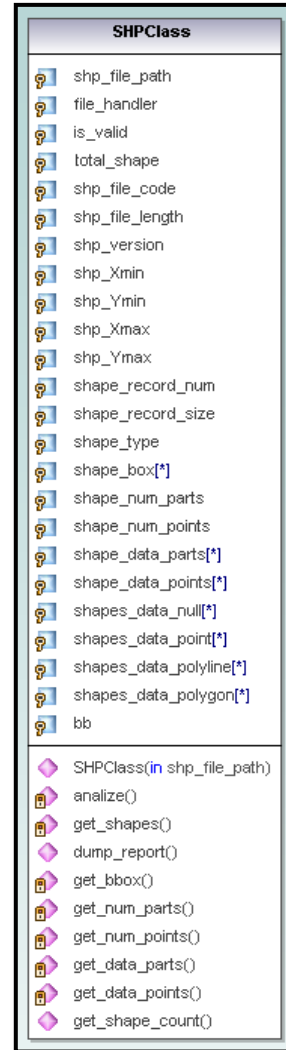 SHPClass
shp_file_path
file_handler
is_valid
total_shape
shp_file_code
shp_file_length
shp_version
shp_Xmin
shp_Ymin
shp_Xmax
shp_Ymax
shape_record_num
shape_record_size
shape_type
shape_box[*]
shape_num_parts
shape_num_points
shape_data_parts[*]
shape_data_points[*]
shapes_data_null[*]
shapes_data_point[*]
shapes_data_polyline[*]
shapes_data_polygon[*]
bb
SHPClass(in shp_file_path)
analize()
get_shapes()
dump_report()
get_bbox()
get_num_parts()
get_num_points()
get_data_parts()
get_data_points()
get_shape_count()